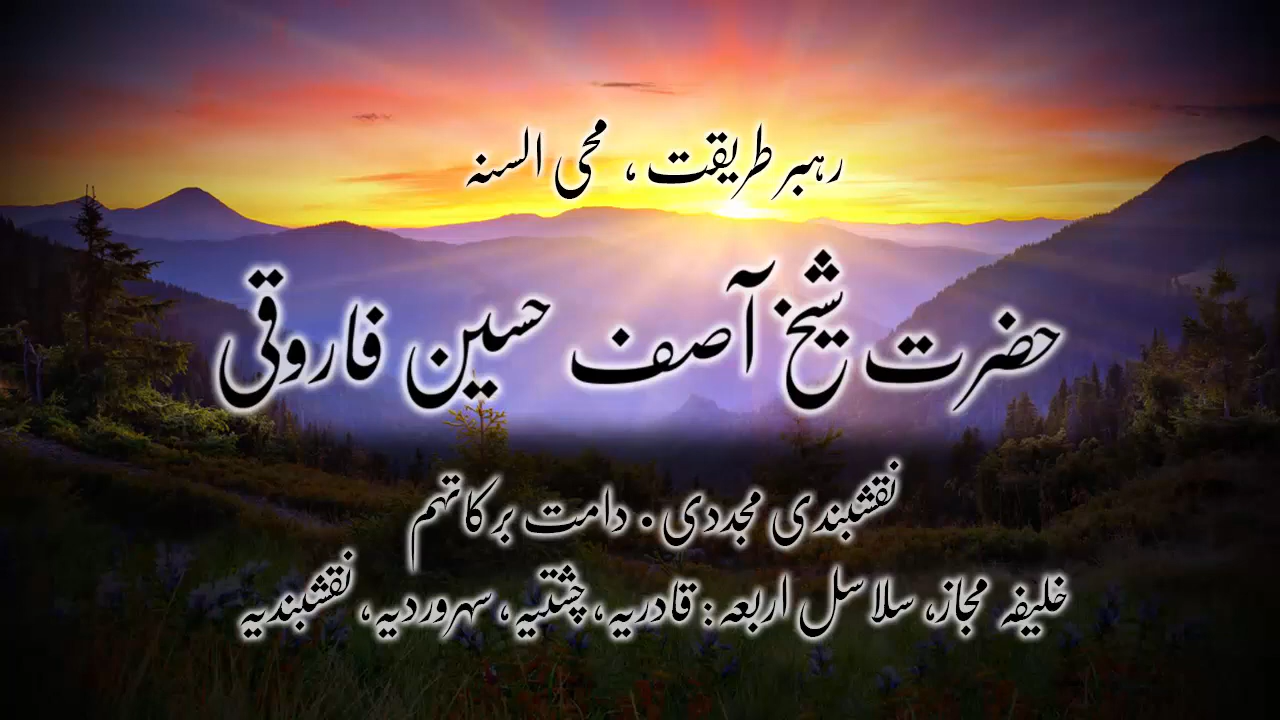 رہبر طریقت، محی السنہ
حضرت شیخ آصف حسین فاروقی
نقشبندی مجددی ۔ دامت برکاتہم
خلیفہ مجاز، سلاسل اربعہ: قادریہ، چشتیہ، سہروردیہ، نقشبندیہ